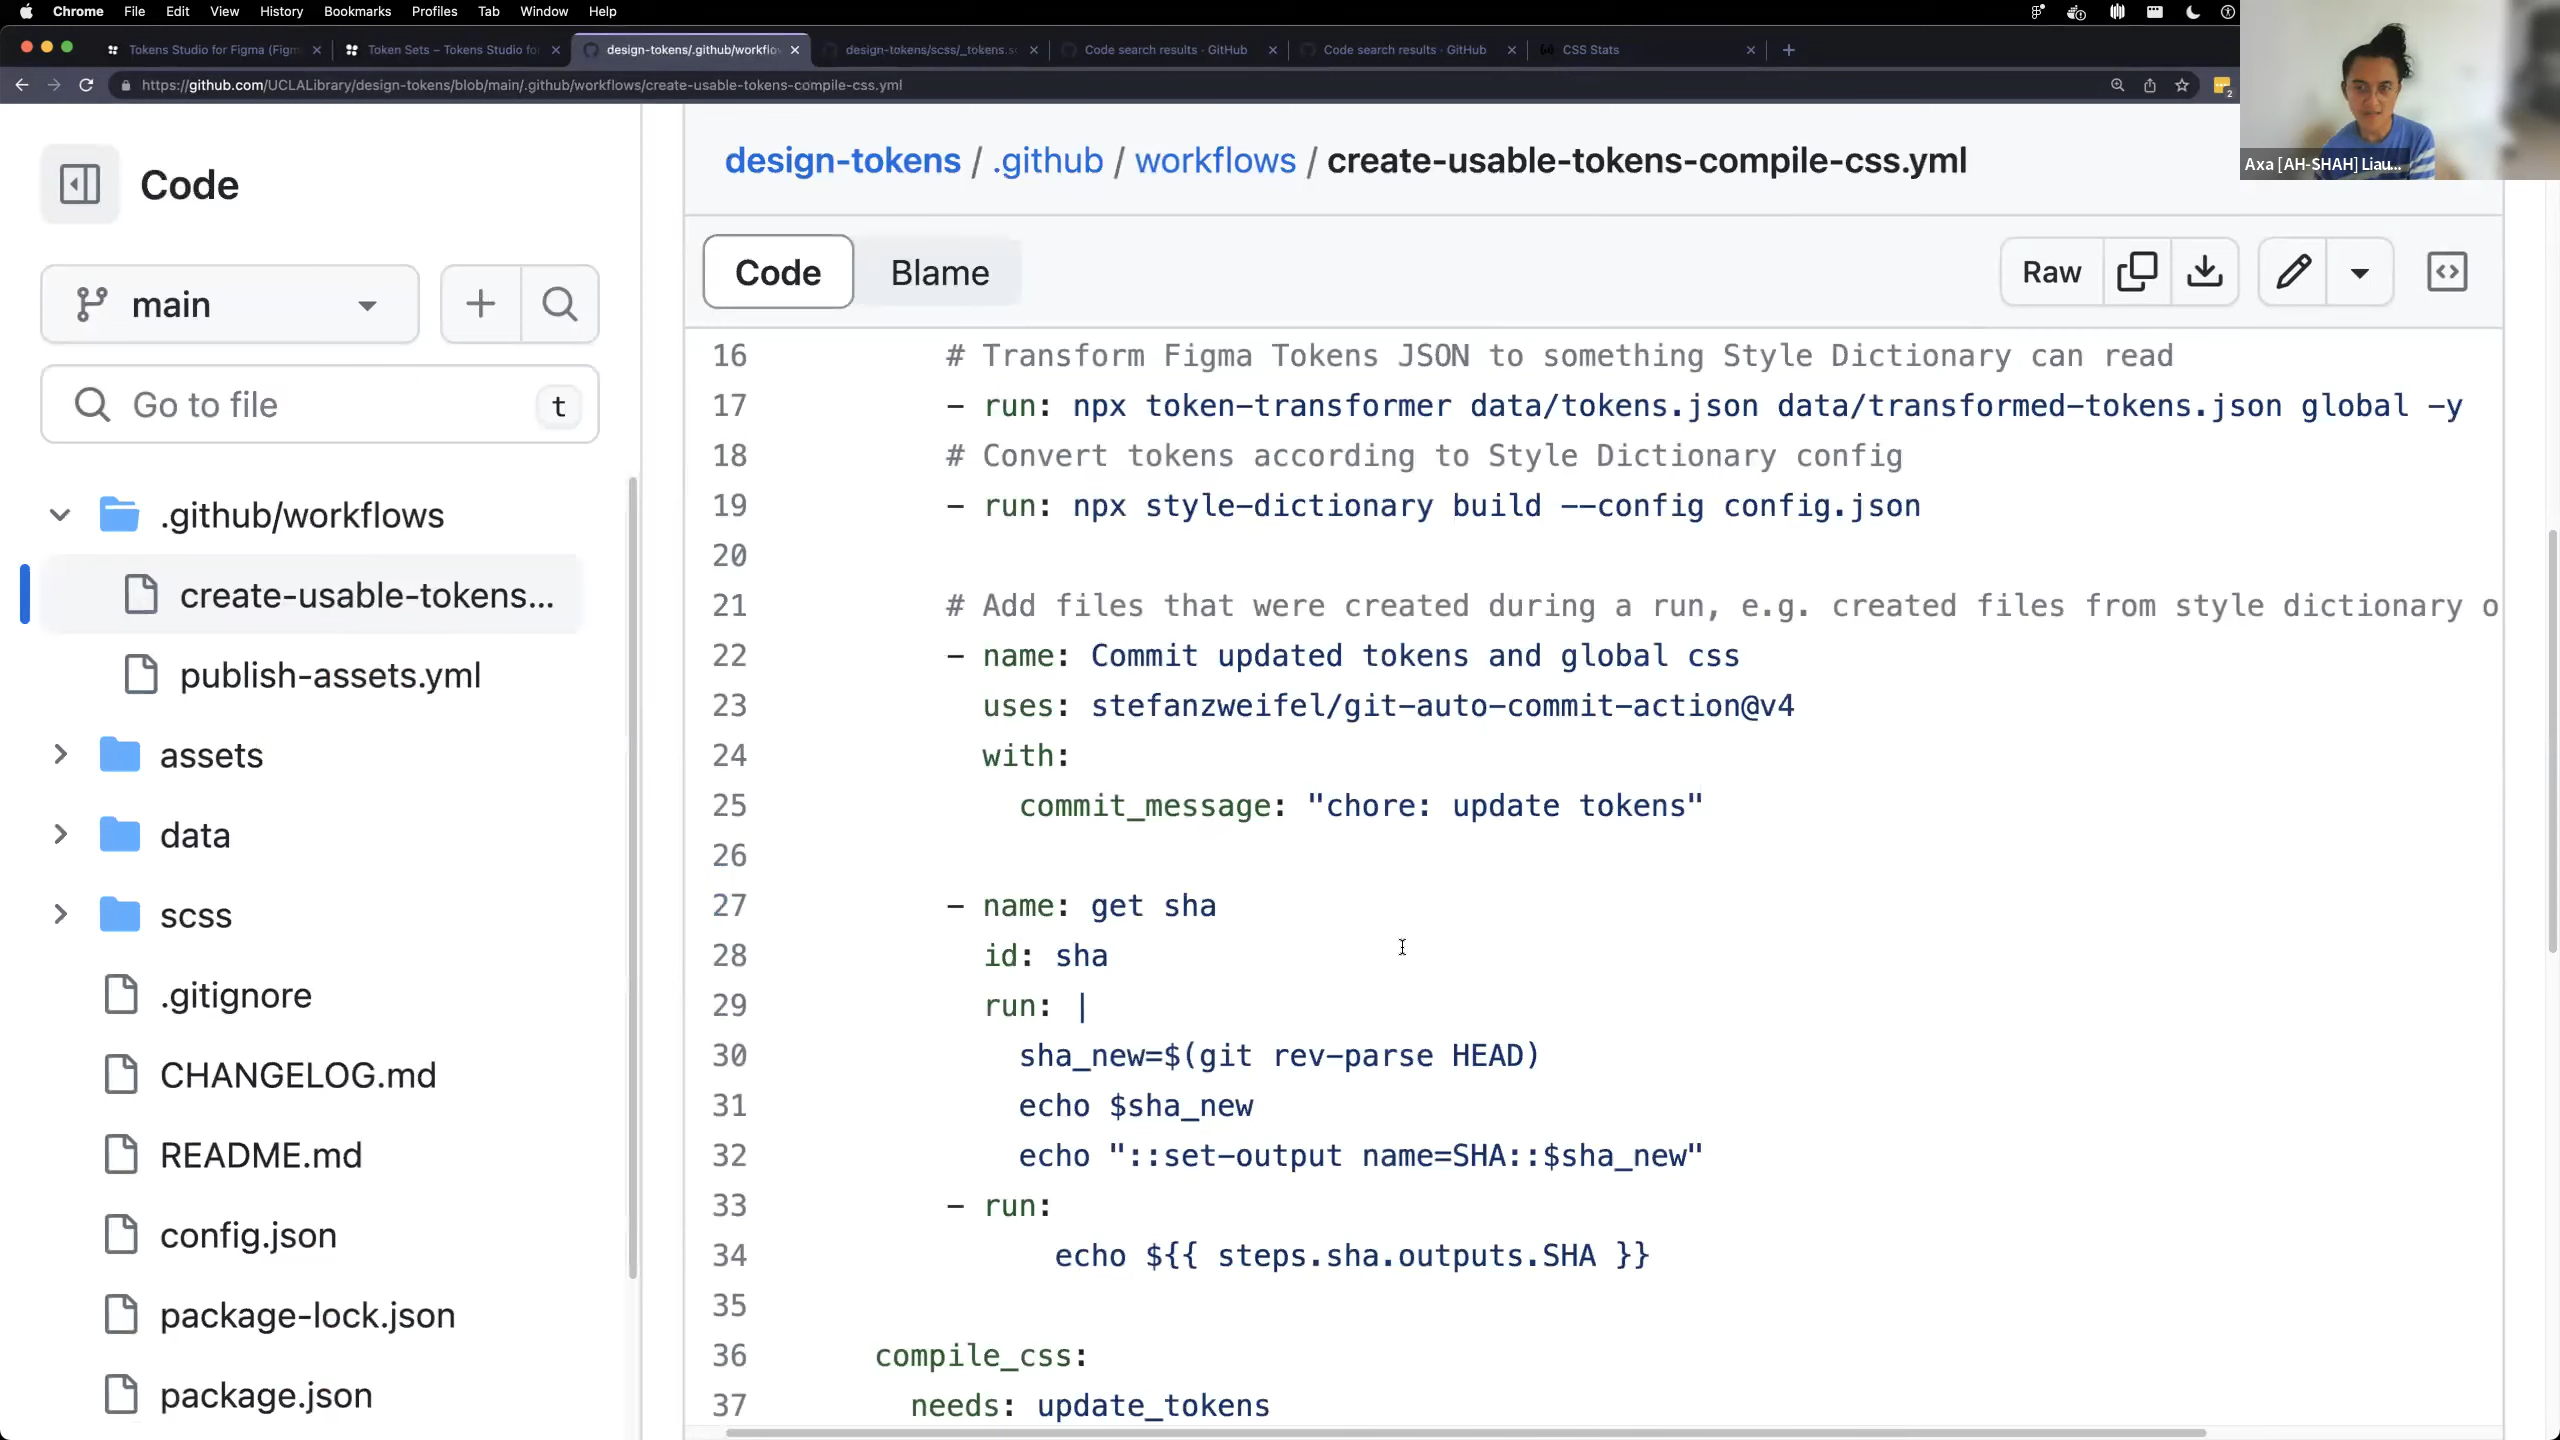 Chrome File Edit View History Bookmarks Profiles Tab Window Help
Tokens Studio for Figma (Figm
Token Sets – Tokens Studio for
design-tokens/.github/workflo
design-tokens/scss/_tokens.sc
Code search results · GitHub
Code search results · GitHub
CSS Stats
https://github.com/UCLALibrary/design-tokens/blob/main/.github/workflows/create-usable-tokens-compile-css.yml
2
Axa [AH-SHAH] Liau...
Code
main
Go to file
t
.github/workflows
create-usable-tokens...
publish-assets.yml
assets
data
scss
.gitignore
CHANGELOG.md
README.md
config.json
package-lock.json
package.json
design-tokens / .github / workflows / create-usable-tokens-compile-css.yml
Code Blame Raw
16 # Transform Figma Tokens JSON to something Style Dictionary can read
17 - run: npx token-transformer data/tokens.json data/transformed-tokens.json global -y
18 # Convert tokens according to Style Dictionary config
19 - run: npx style-dictionary build --config config.json
20
21 # Add files that were created during a run, e.g. created files from style dictionary o
22 - name: Commit updated tokens and global css
23 uses: stefanzweifel/git-auto-commit-action@v4
24 with:
25 commit_message: "chore: update tokens"
26
27 - name: get sha
28 id: sha
29 run: |
30 sha_new=$(git rev-parse HEAD)
31 echo $sha_new
32 echo "::set-output name=SHA::$sha_new"
33 - run:
34 echo ${{ steps.sha.outputs.SHA }}
35
36 compile_css:
37 needs: update_tokens